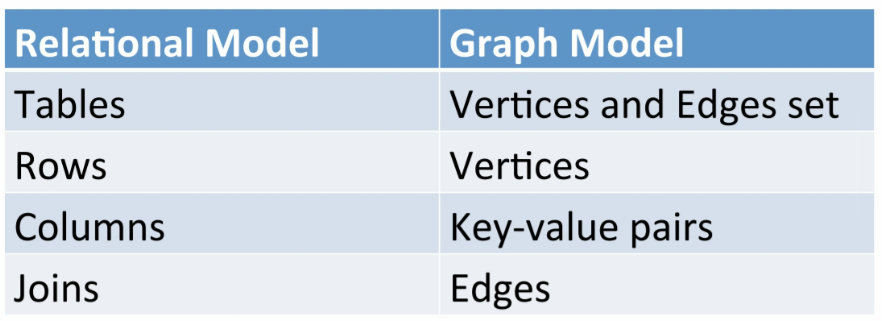 Relational Model Graph Model
Tables Vertices and Edges set
Rows Vertices
Columns Key-value pairs
Joins Edges